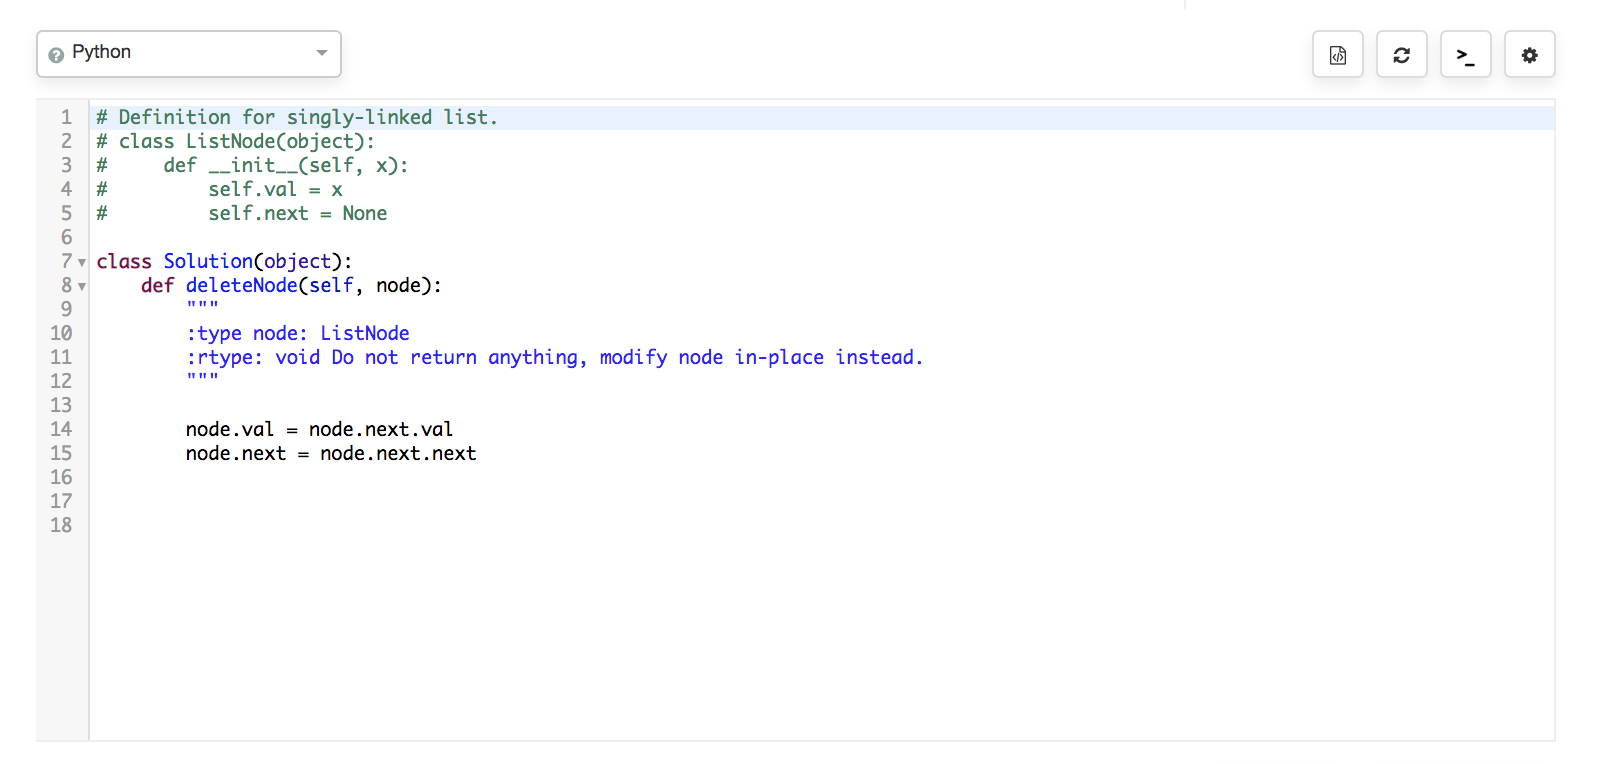 Python
>_
1 # Definition for singly-linked list.
2 # class ListNode(object):
3 #     def __init__(self, x):
4 #         self.val = x
5 #         self.next = None
6
7 class Solution(object):
8     def deleteNode(self, node):
9         """
10         :type node: ListNode
11         :rtype: void Do not return anything, modify node in-place instead.
12         """
13
14         node.val = node.next.val
15         node.next = node.next.next
16
17
18